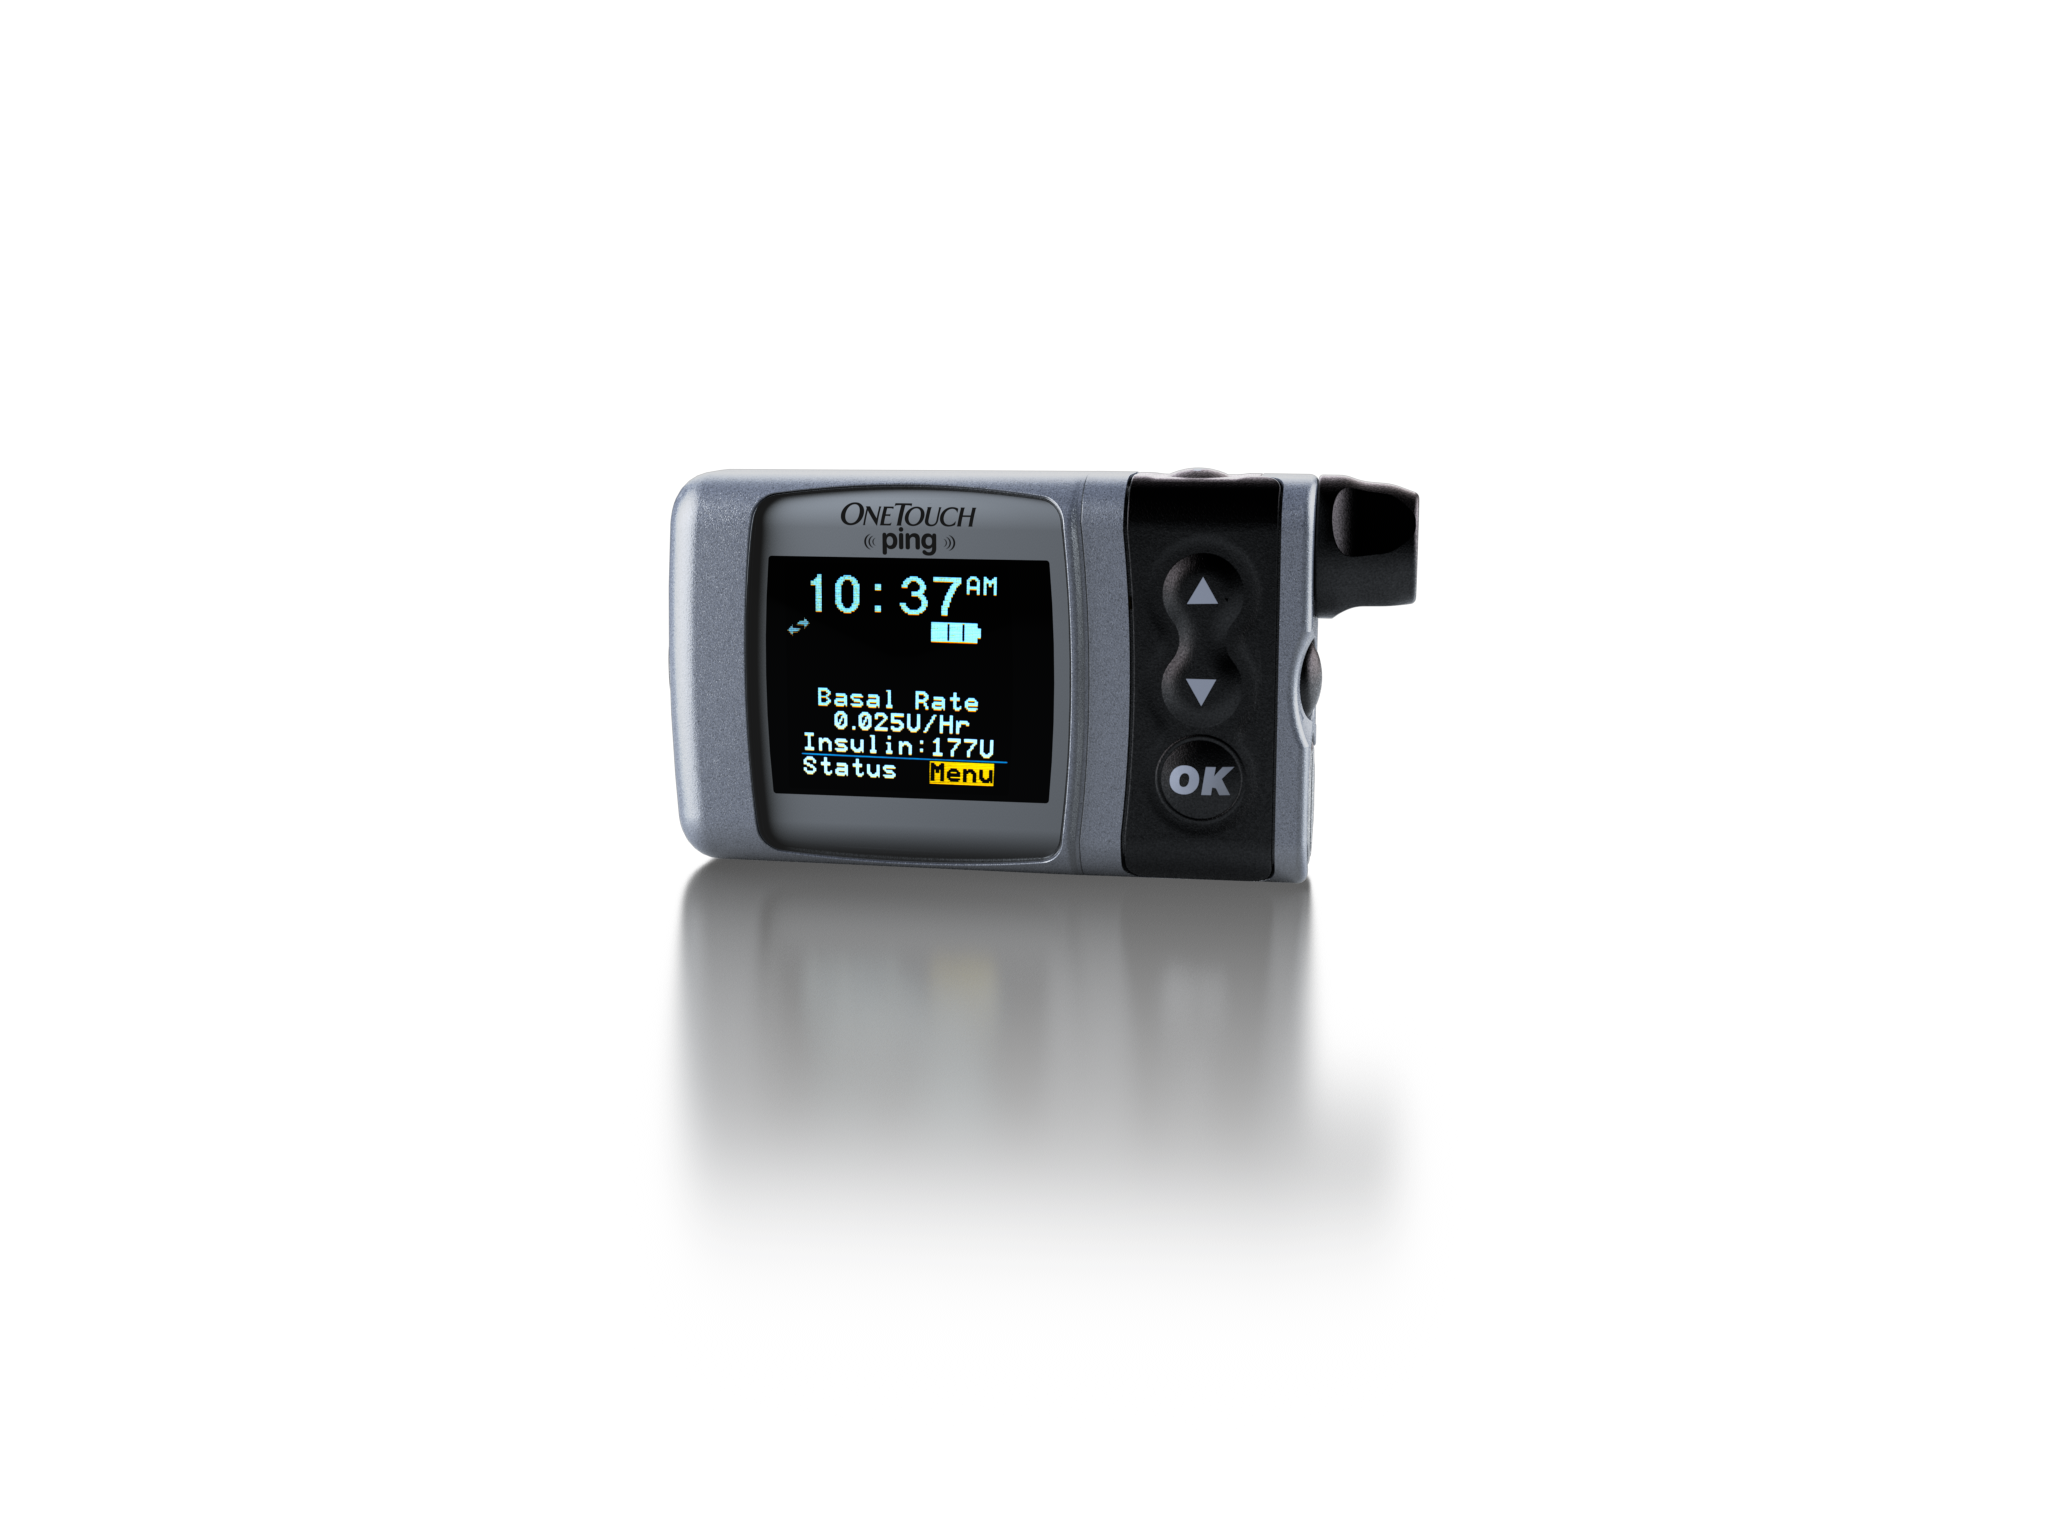 ONETOUCH
ping
10:37AM
Basal Rate
0.025U/Hr
Insulin:177U
Status Menu
OK